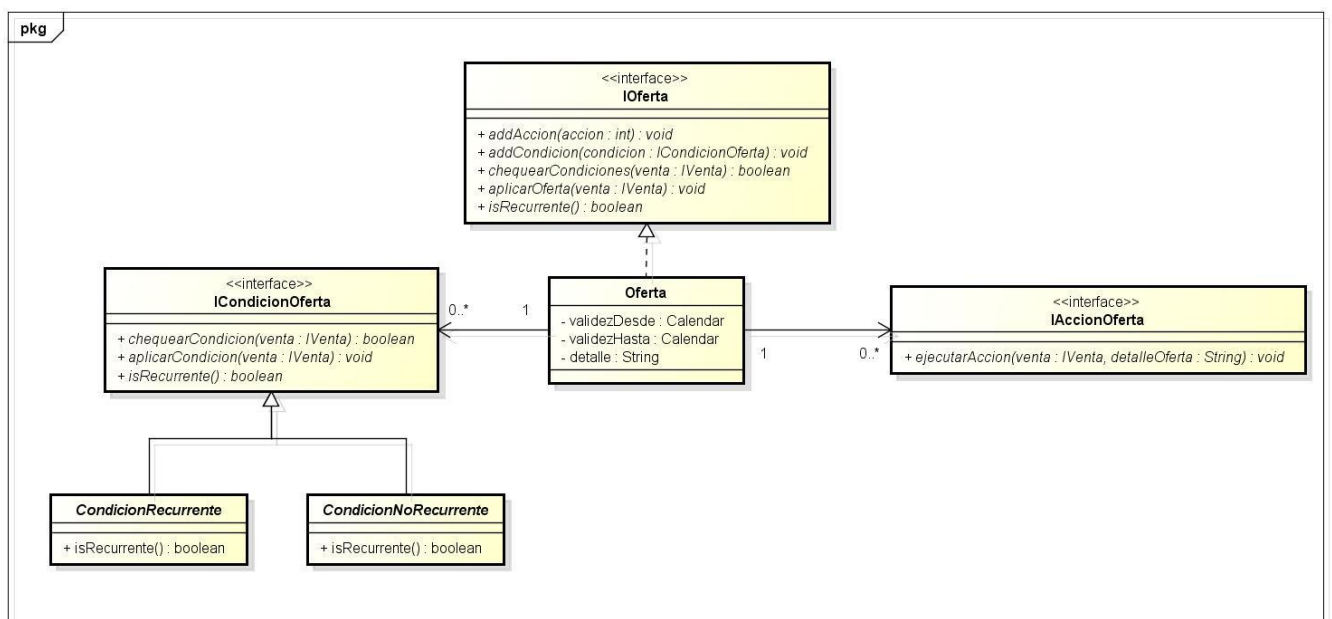 pkg
<<interface>>
IOferta
+ addAccion(accion : int) : void
+ addCondicion(condicion : ICondicionOferta) : void
+ chequearCondiciones(venta : IVenta) : boolean
+ aplicarOferta(venta : IVenta) : void
+ isRecurrente() : boolean
<<interface>>
ICondicionOferta
+ chequearCondicion(venta : IVenta) : boolean
+ aplicarCondicion(venta : IVenta) : void
+ isRecurrente() : boolean
0..*
1
Oferta
- validezDesde : Calendar
- validezHasta : Calendar
- detalle : String
1
0..*
<<interface>>
IAccionOferta
+ ejecutarAccion(venta : IVenta, detalleOferta : String) : void
CondicionRecurrente
+ isRecurrente() : boolean
CondicionNoRecurrente
+ isRecurrente() : boolean